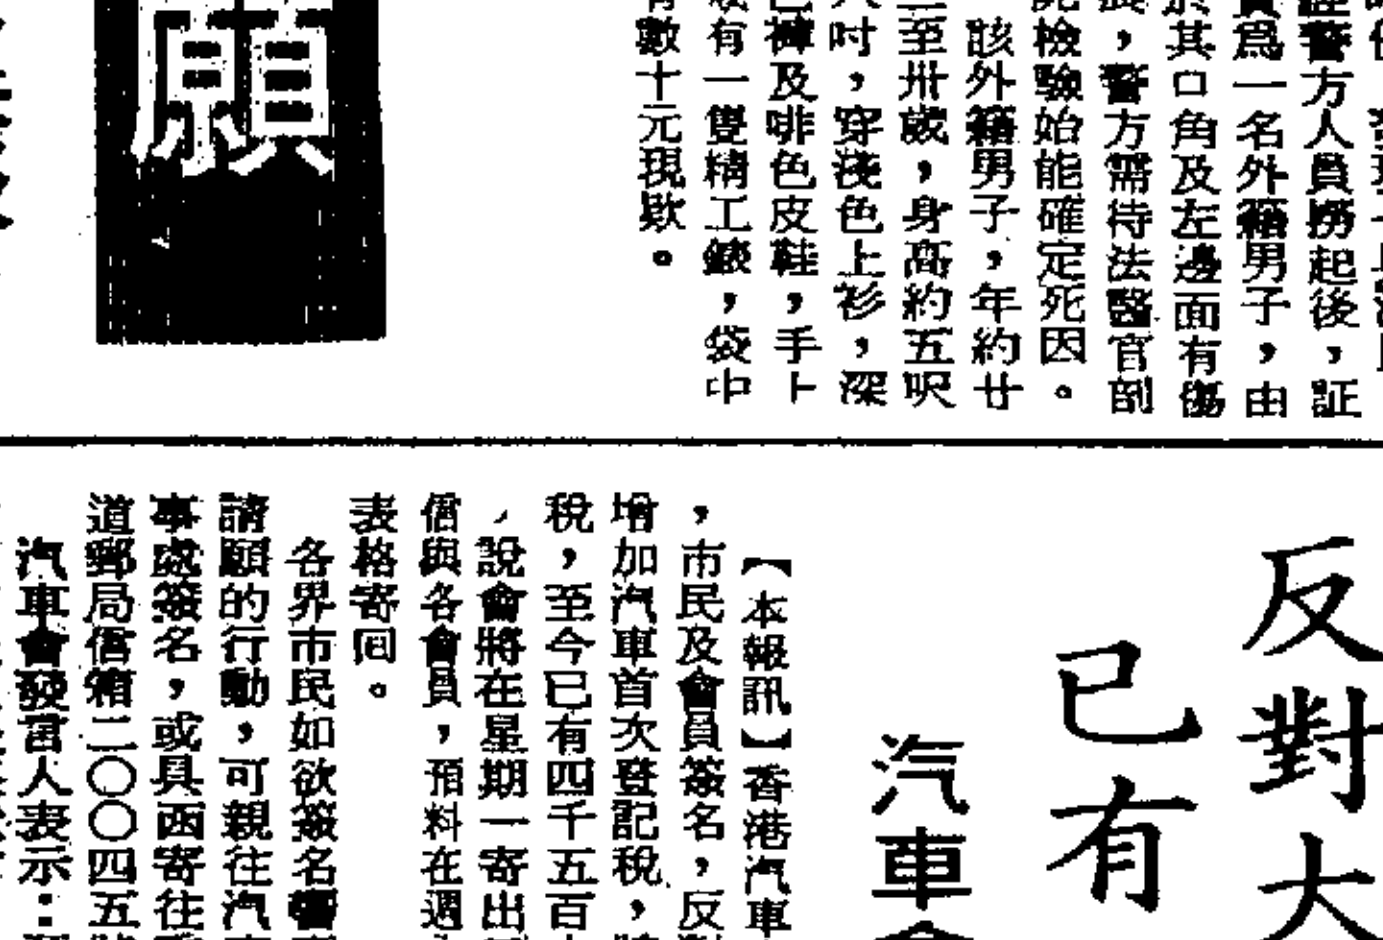 經警方人員撈起後，証
實爲一名外籍男子，由
於其口角及左邊面有傷
痕，警方需待法醫官剖
屍檢驗始能確定死因。
該外籍男子，年約廿
至卅歲，身高約五呎
八吋，穿淺色上衫，深
色褲及啡色皮鞋，手上
有一隻精工錶，袋中
有數十元現欵。
願
反對大
已有
汽車會
【本報訊】香港汽車
，市民及會員簽名，反
增加汽車首次登記稅，
稅，至今已有四千五百
，說會將在星期一寄出
信與各會員，預料在週
表格寄回。
各界市民如欲簽名響
請願的行動，可親往汽
事處簽名，或具函寄往
道郵局信箱二〇〇四五號
汽車會發言人表示：